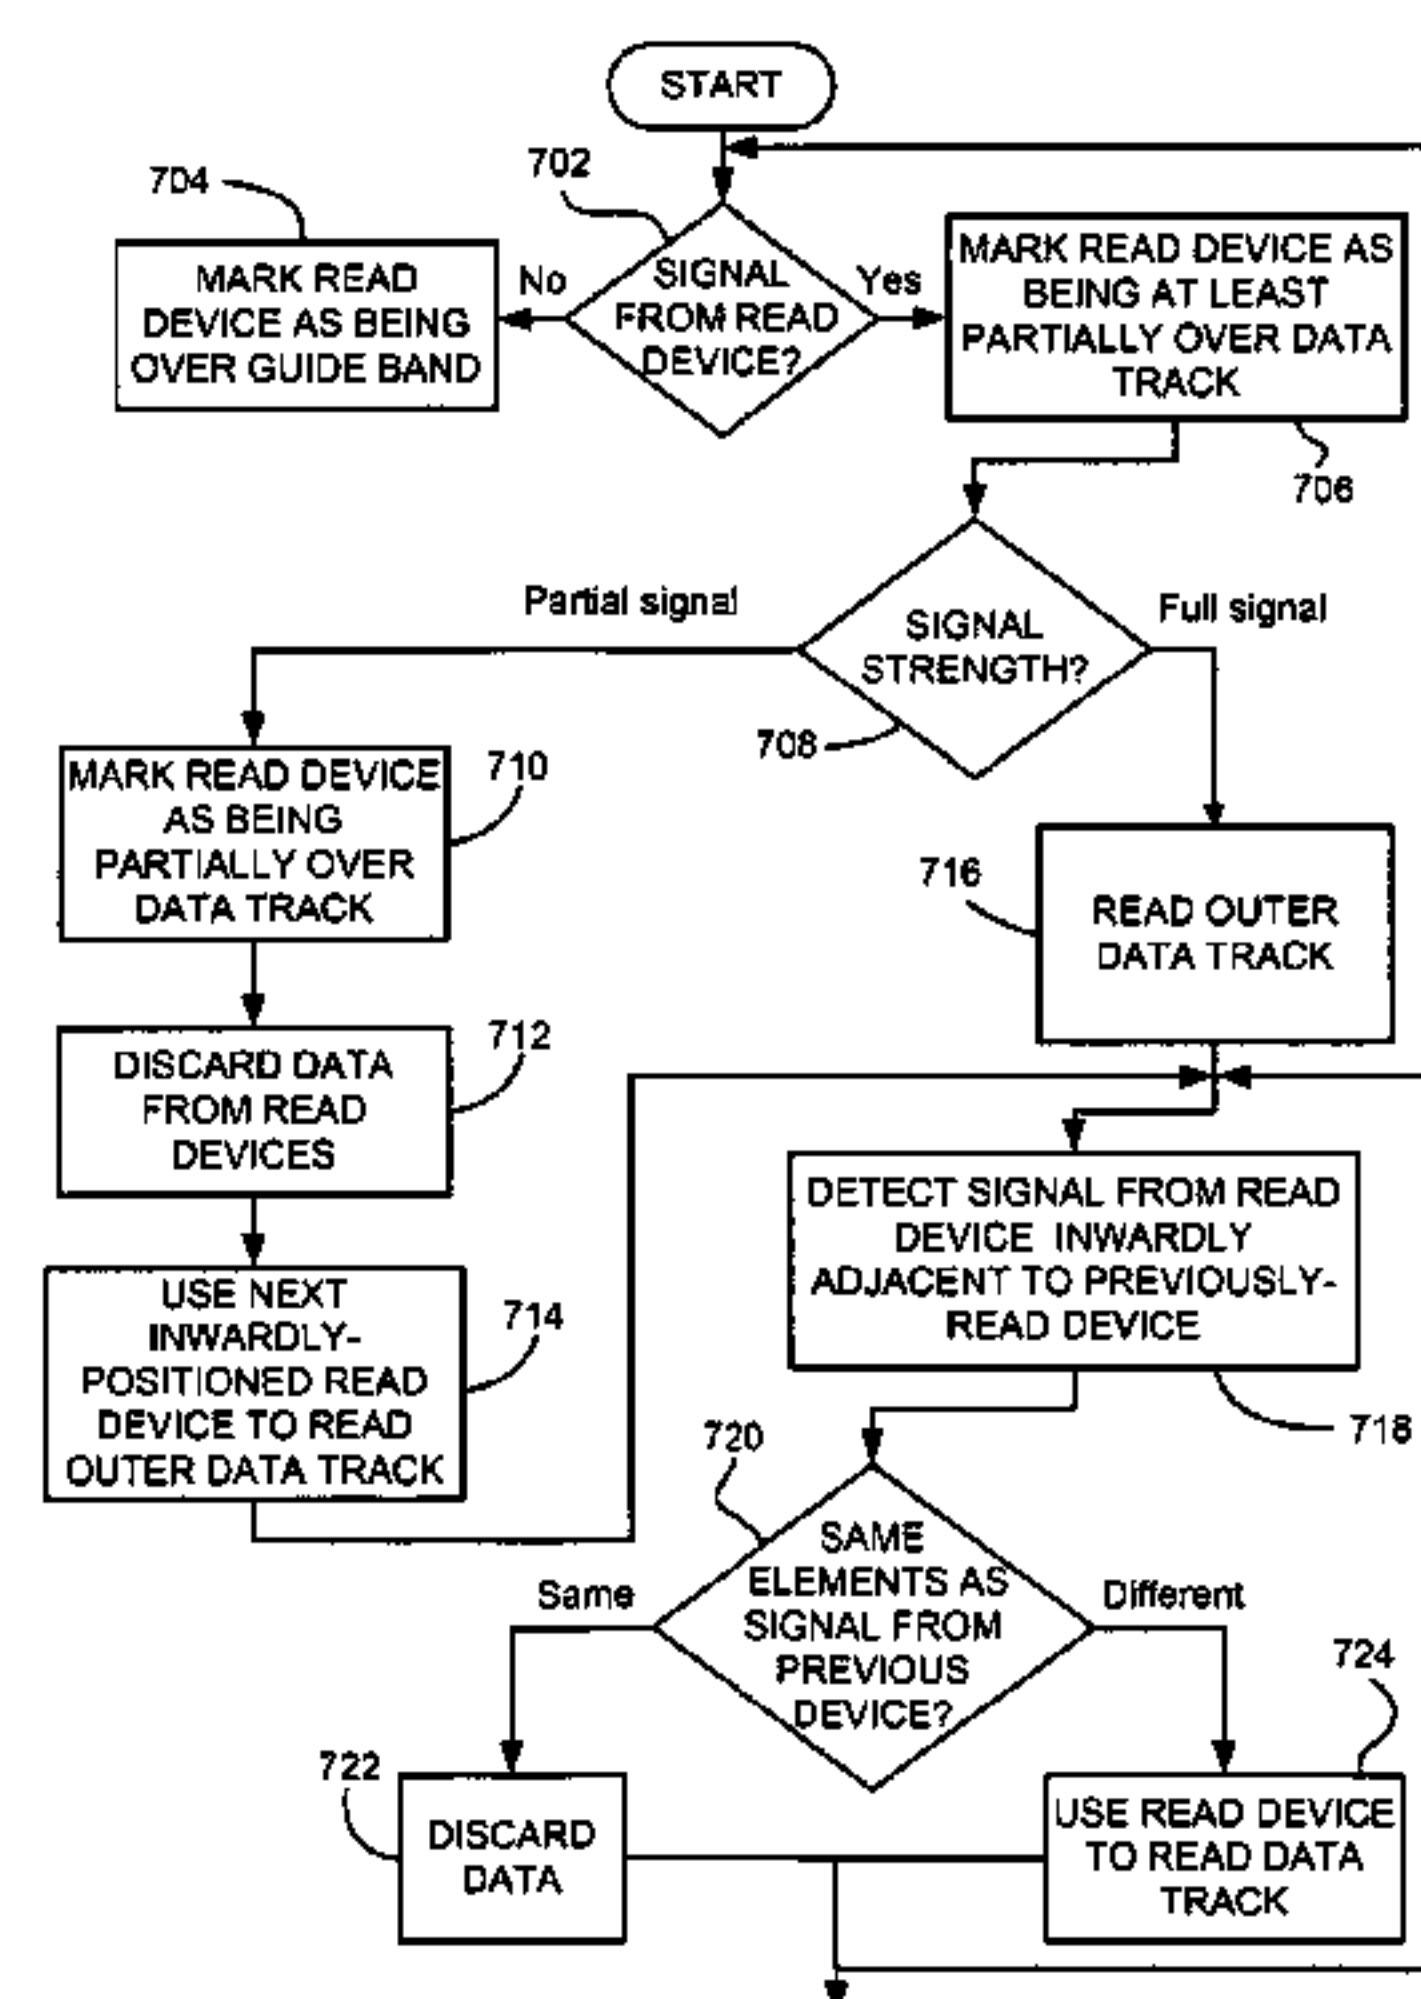 START
702
704
MARK READ
DEVICE AS BEING
OVER GUIDE BAND
No
SIGNAL
FROM READ
DEVICE?
Yes
MARK READ DEVICE AS
BEING AT LEAST
PARTIALLY OVER DATA
TRACK
706
Partial signal
SIGNAL
STRENGTH?
Full signal
708
MARK READ DEVICE
AS BEING
PARTIALLY OVER
DATA TRACK
710
716
READ OUTER
DATA TRACK
DISCARD DATA
FROM READ
DEVICES
712
DETECT SIGNAL FROM READ
DEVICE INWARDLY
ADJACENT TO PREVIOUSLY-
READ DEVICE
718
USE NEXT
INWARDLY-
POSITIONED READ
DEVICE TO READ
OUTER DATA TRACK
714
720
Same
SAME
ELEMENTS AS
SIGNAL FROM
PREVIOUS
DEVICE?
Different
724
722
DISCARD
DATA
USE READ DEVICE
TO READ DATA
TRACK